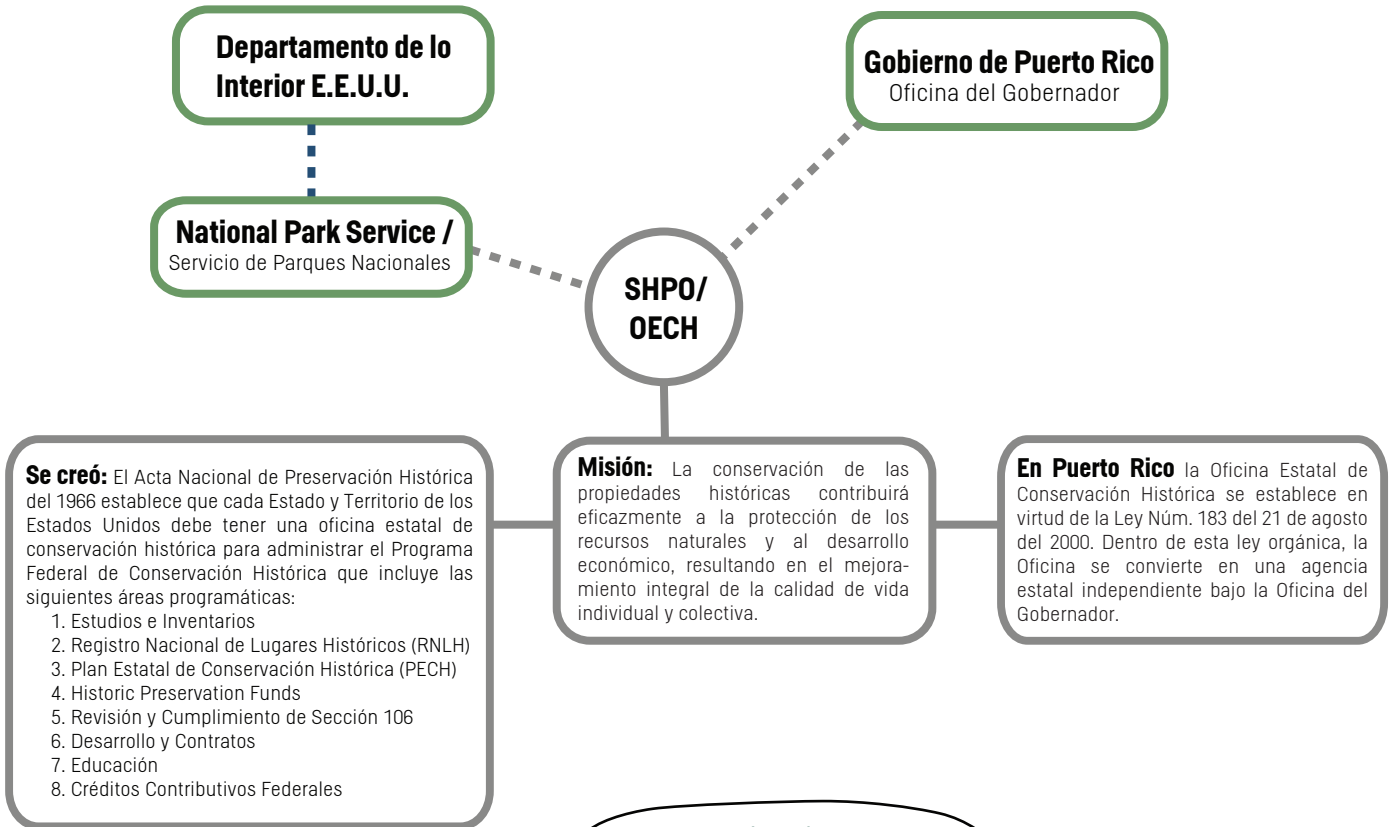 Departamento de lo
Interior E.E.U.U.
Gobierno de Puerto Rico
Oficina del Gobernador
National Park Service /
Servicio de Parques Nacionales
SHPO/
OECH
Se creó: El Acta Nacional de Preservación Histórica
del 1966 establece que cada Estado y Territorio de los
Estados Unidos debe tener una oficina estatal de
conservación histórica para administrar el Programa
Federal de Conservación Histórica que incluye las
siguientes áreas programáticas:
1. Estudios e Inventarios
2. Registro Nacional de Lugares Históricos (RNLH)
3. Plan Estatal de Conservación Histórica (PECH)
4. Historic Preservation Funds
5. Revisión y Cumplimiento de Sección 106
6. Desarrollo y Contratos
7. Educación
8. Créditos Contributivos Federales
Misión: La conservación de las
propiedades históricas contribuirá
eficazmente a la protección de los
recursos naturales y al desarrollo
económico, resultando en el mejora-
miento integral de la calidad de vida
individual y colectiva.
En Puerto Rico la Oficina Estatal de
Conservación Histórica se establece en
virtud de la Ley Núm. 183 del 21 de agosto
del 2000. Dentro de esta ley orgánica, la
Oficina se convierte en una agencia
estatal independiente bajo la Oficina del
Gobernador.